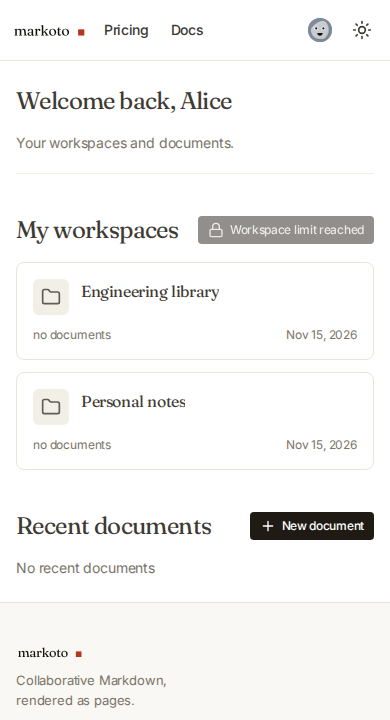 markoto
Pricing
Docs
Welcome back, Alice
Your workspaces and documents.
My workspaces
Workspace limit reached
Engineering library
no documents
Nov 15, 2026
Personal notes
no documents
Nov 15, 2026
Recent documents
New document
No recent documents
markoto
Collaborative Markdown,
rendered as pages.